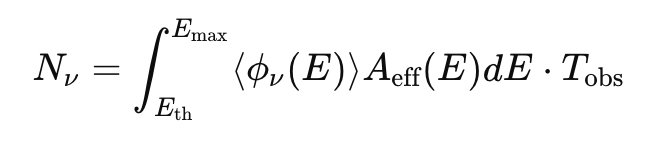 N_ν = ∫_{E_th}^{E_max} ⟨ϕ_ν(E)⟩ A_eff(E) dE · T_obs